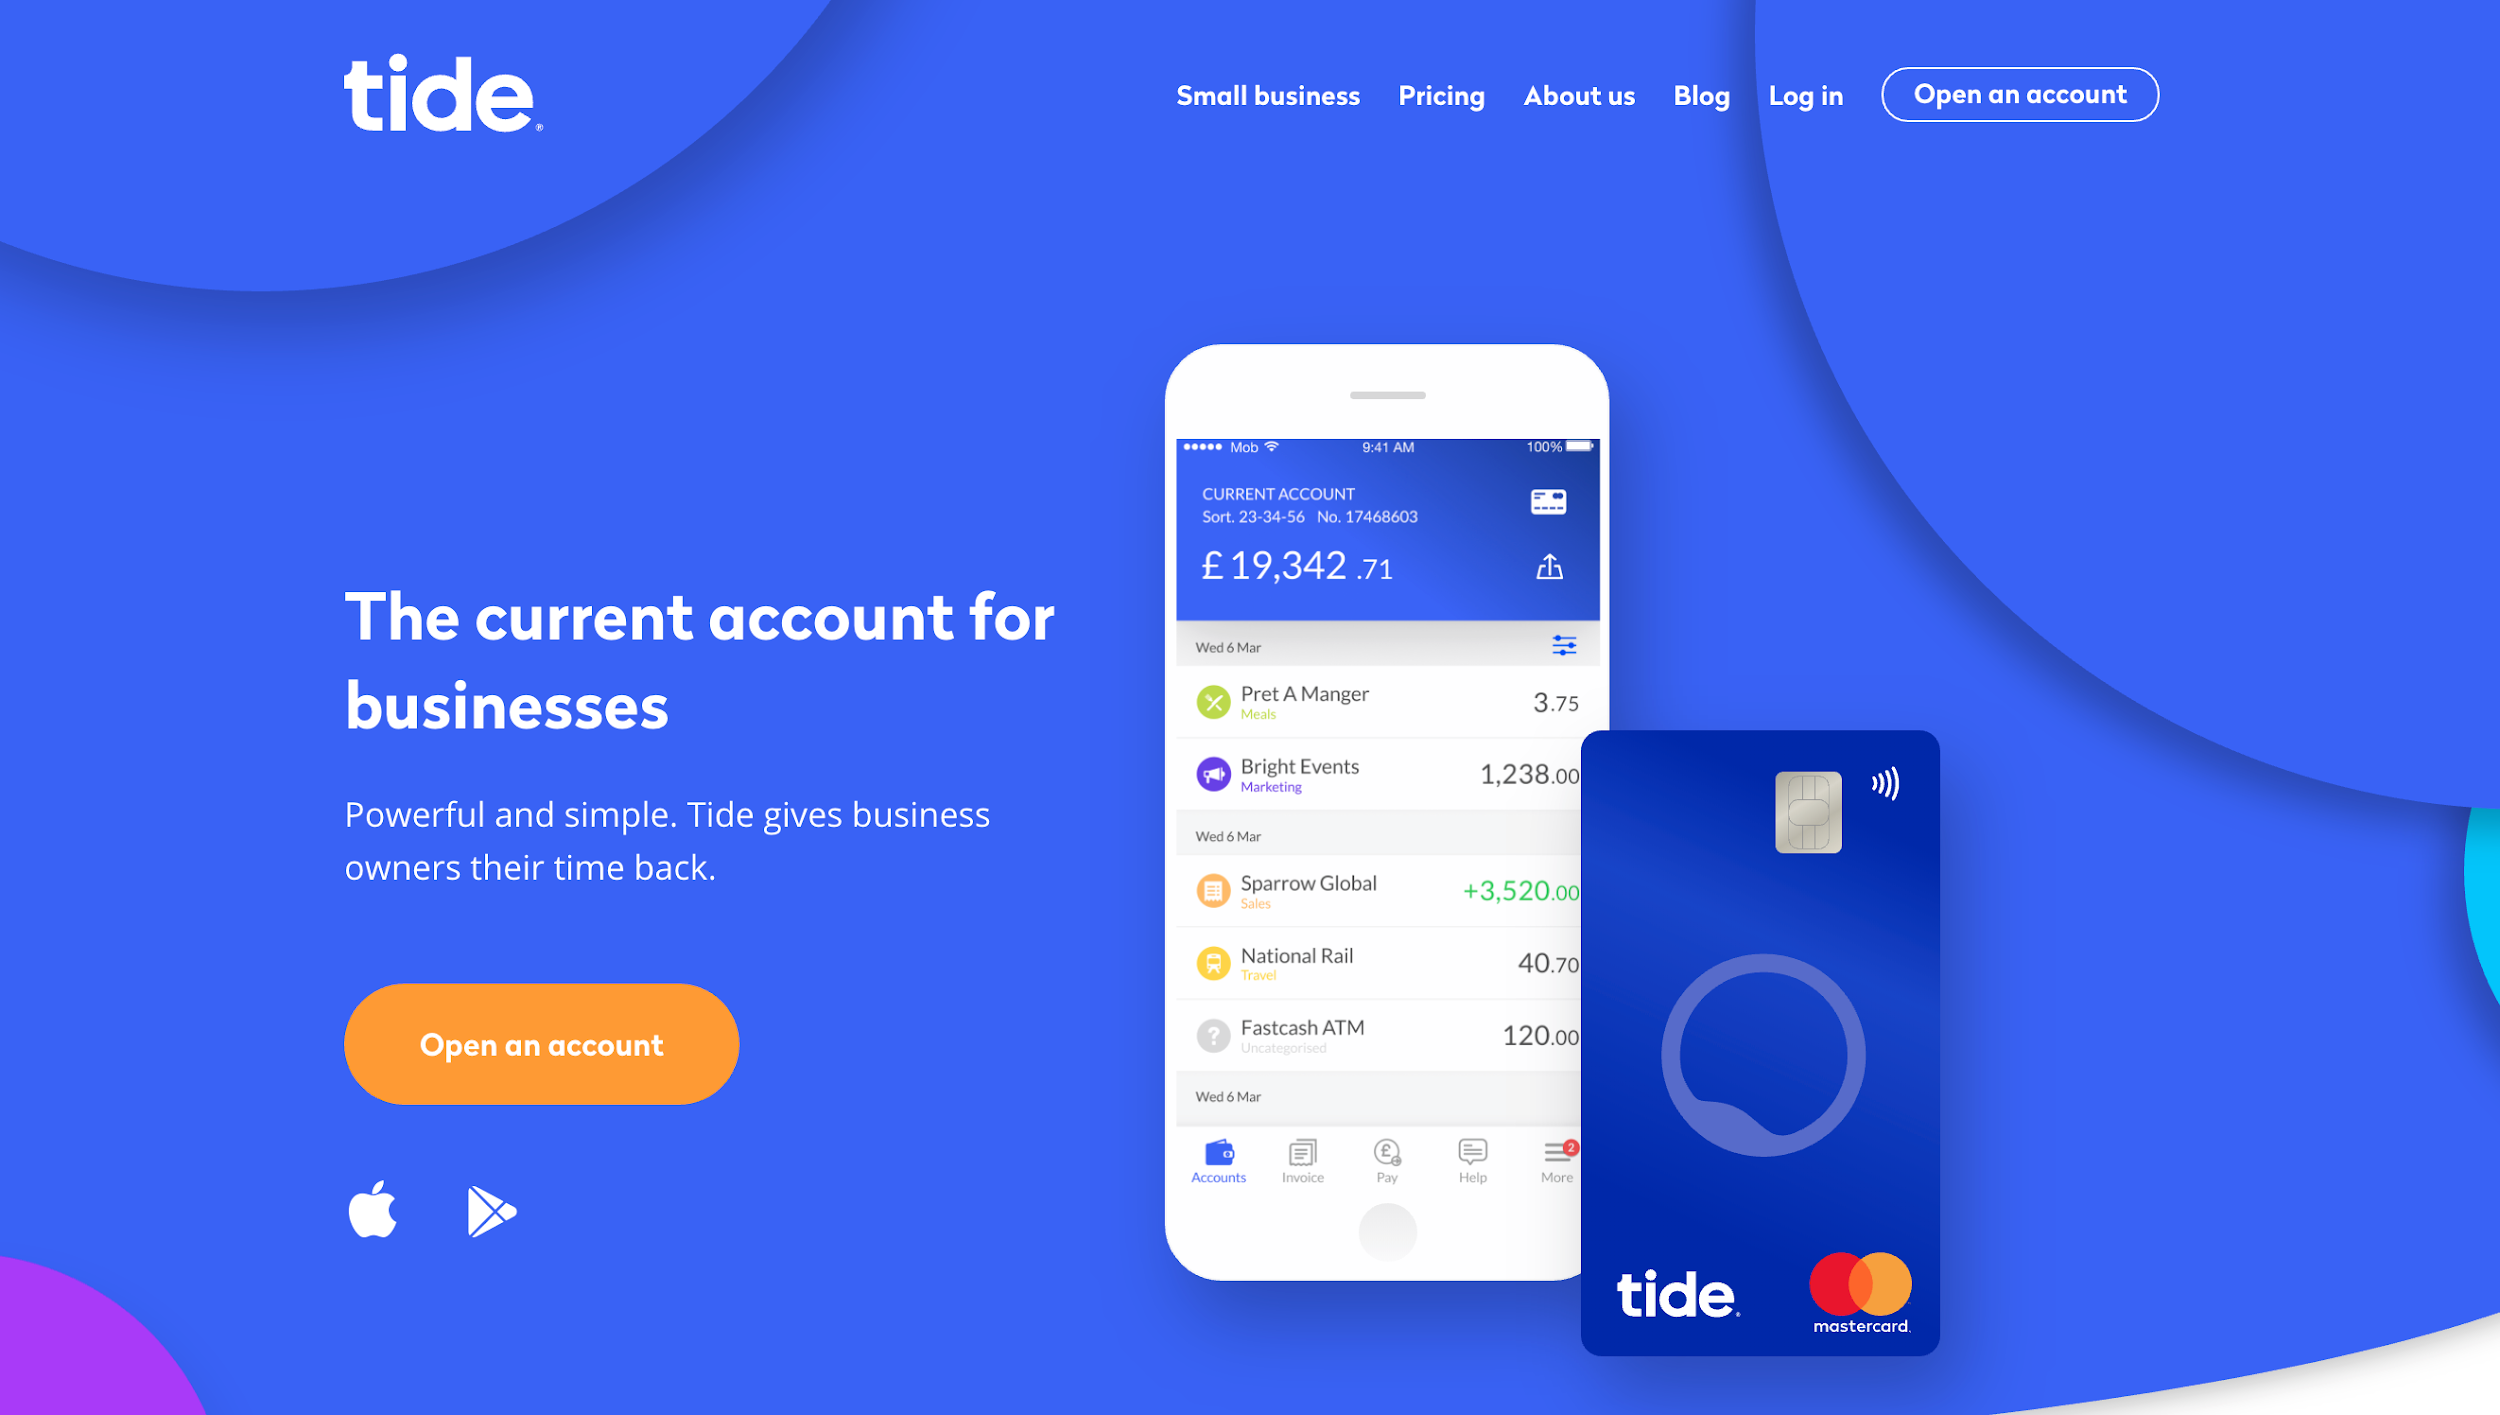 tide®
Small business Pricing About us Blog Log in Open an account
The current account for
businesses
Powerful and simple. Tide gives business
owners their time back.
Open an account
Mob 9:41 AM 100%
CURRENT ACCOUNT
Sort. 23-34-56 No. 17468603
£ 19,342 .71
Wed 6 Mar
Pret A Manger 3.75
Meals
Bright Events 1,238.00
Marketing
Wed 6 Mar
Sparrow Global +3,520.00
Sales
National Rail 40.70
Travel
Fastcash ATM 120.00
Uncategorised
Wed 6 Mar
2
Accounts Invoice Pay Help More
tide®
mastercard.